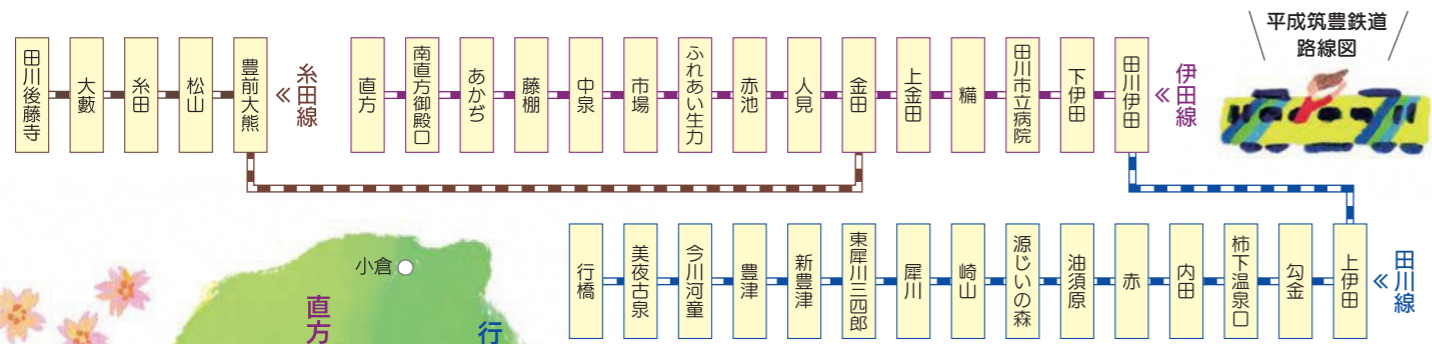 平成筑豊鉄道
路線図
田川後藤寺
大藪
糸田
松山
豊前大熊
≪糸田線
直方
南直方御殿口
あかぢ
藤棚
中泉
市場
ふれあい生力
赤池
人見
金田
上金田
糒
田川市立病院
下伊田
田川伊田
≪伊田線
行橋
美夜古泉
今川河童
豊津
新豊津
東犀川三四郎
犀川
崎山
源じいの森
油須原
赤
内田
柿下温泉口
勾金
上伊田
≪田川線
小倉
直方
行